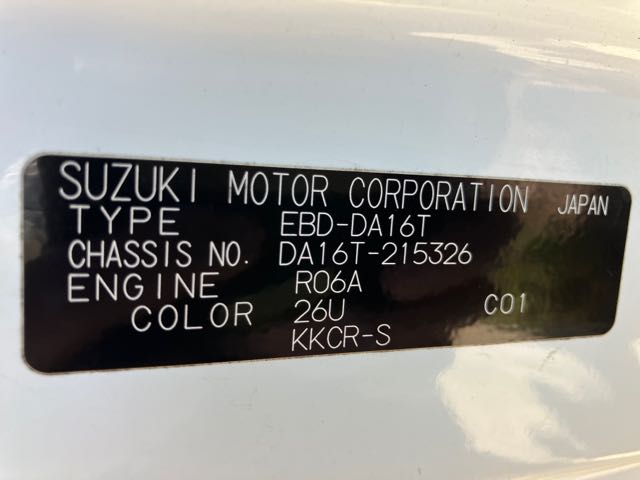 SUZUKI MOTOR CORPORATION JAPAN
TYPE EBD-DA16T
CHASSIS NO. DA16T-215326
ENGINE R06A
COLOR 26U C01
KKCR-S